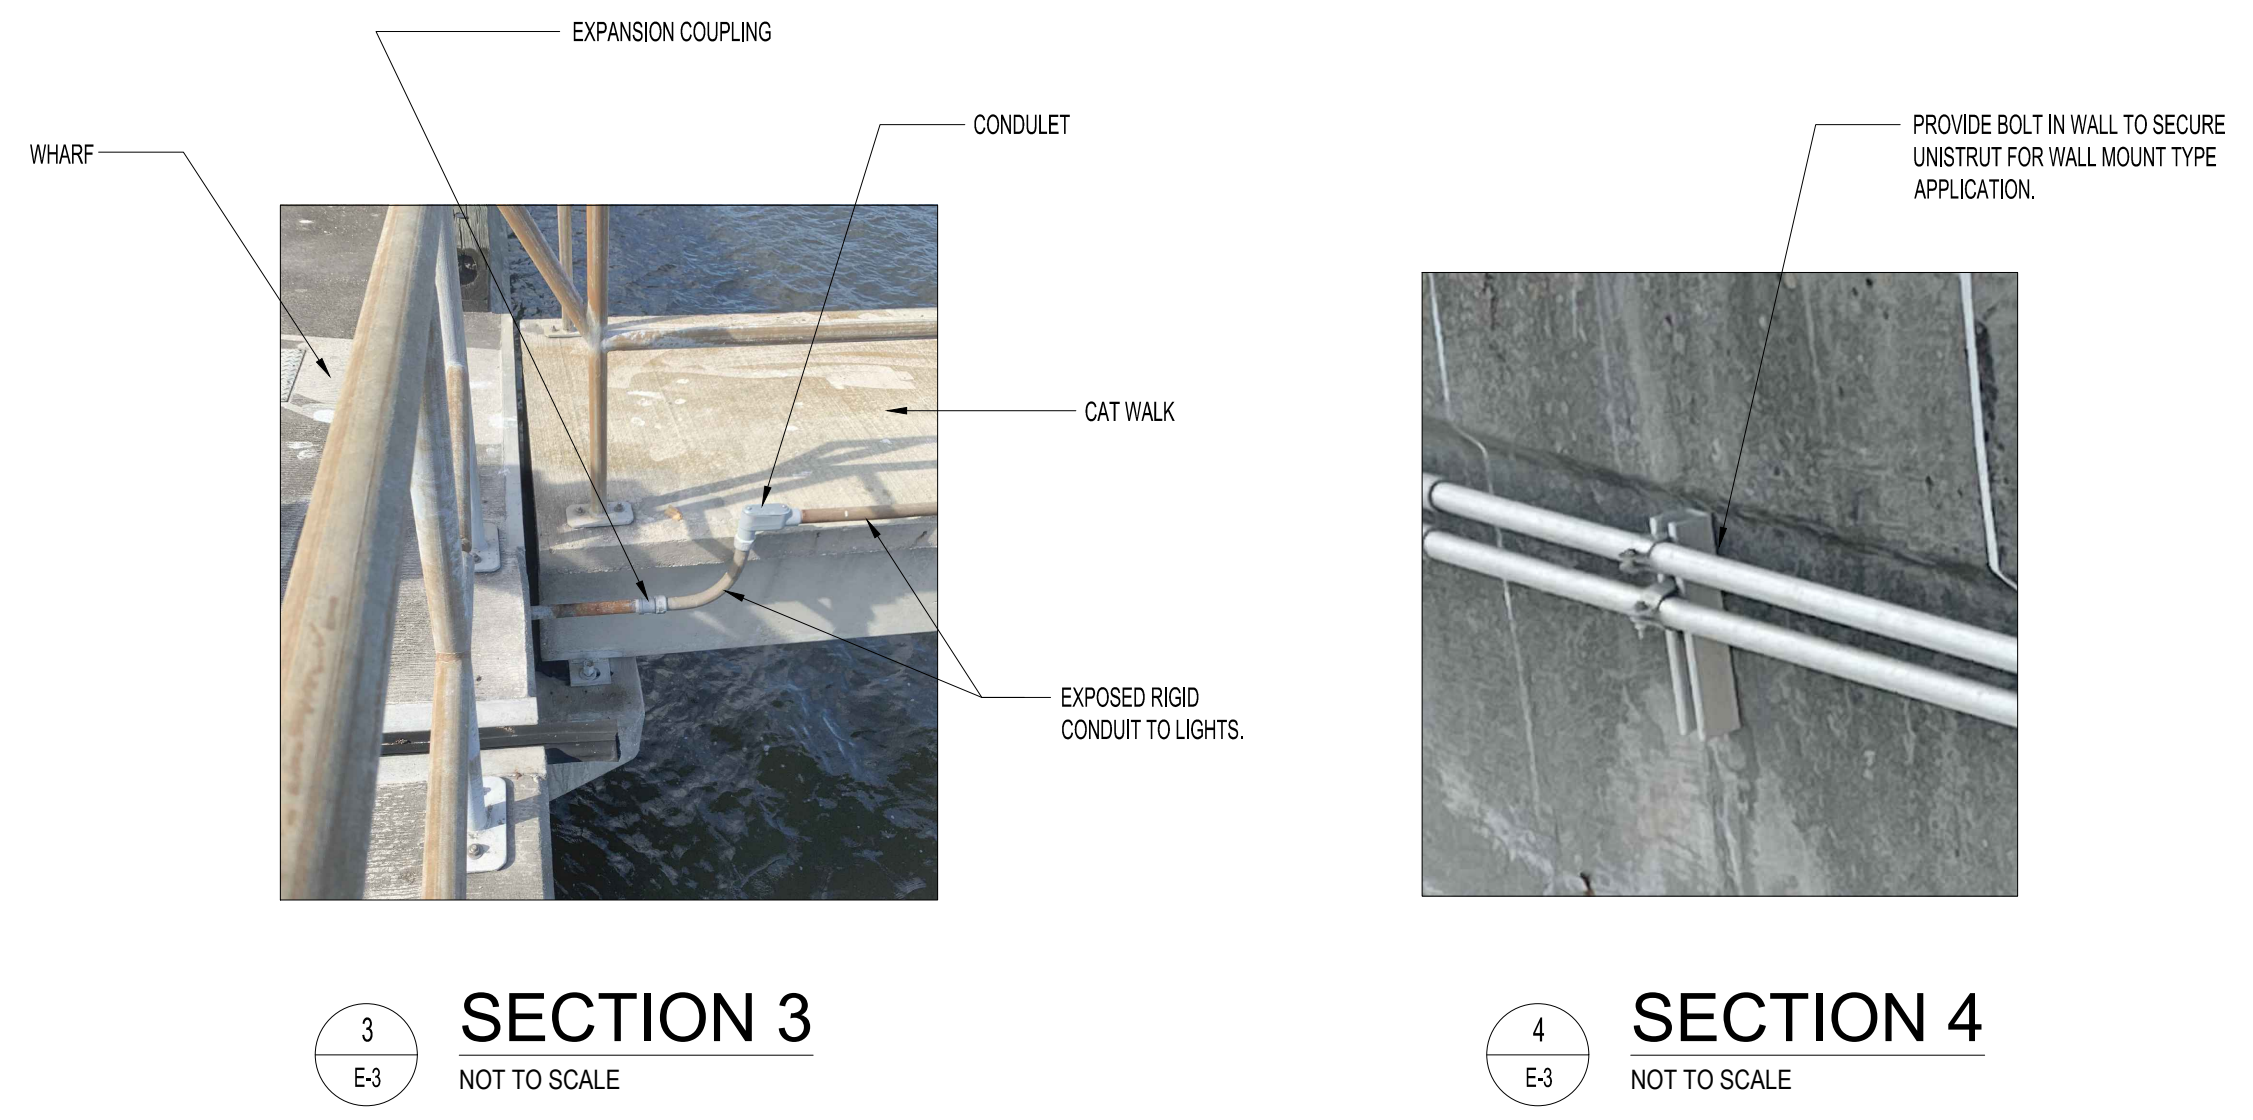 EXPANSION COUPLING
CONDULET
WHARF
CAT WALK
EXPOSED RIGID
CONDUIT TO LIGHTS.
3
E-3
SECTION 3
NOT TO SCALE
PROVIDE BOLT IN WALL TO SECURE
UNISTRUT FOR WALL MOUNT TYPE
APPLICATION.
4
E-3
SECTION 4
NOT TO SCALE